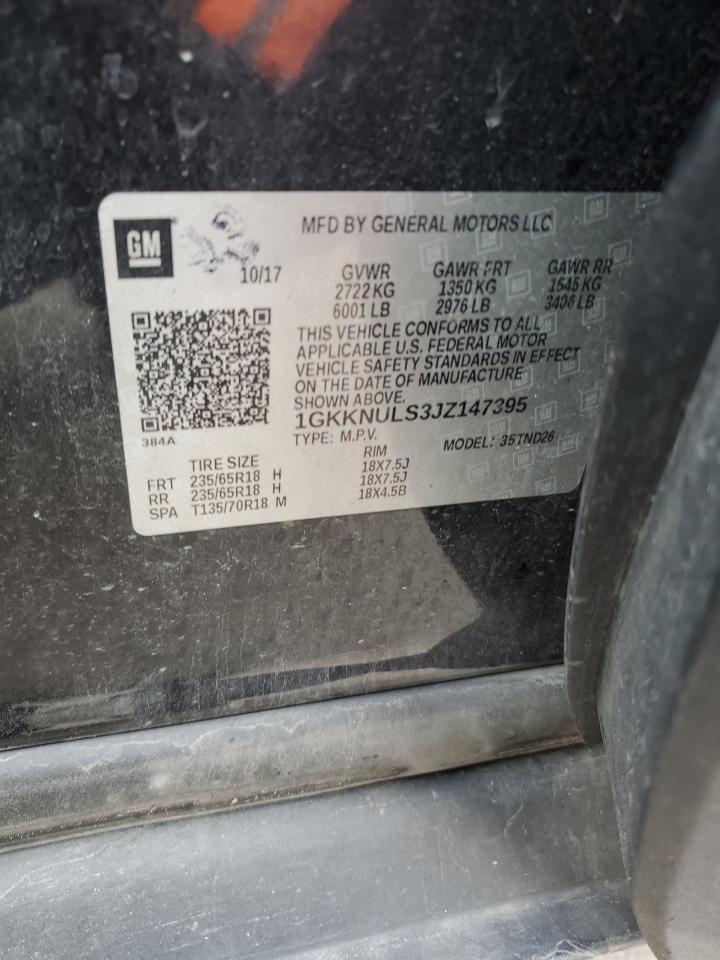 GM
MFD BY GENERAL MOTORS LLC
10/17
GVWR GAWR FRT GAWR RR
2722 KG 1350 KG 1545 KG
6001 LB 2976 LB 3406 LB
THIS VEHICLE CONFORMS TO ALL
APPLICABLE U.S. FEDERAL MOTOR
VEHICLE SAFETY STANDARDS IN EFFECT
ON THE DATE OF MANUFACTURE
SHOWN ABOVE.
1GKKNULS3JZ147395
384A
TYPE: M.P.V. MODEL: 35TND26
TIRE SIZE RIM
FRT 235/65R18 H 18X7.5J
RR 235/65R18 H 18X7.5J
SPA T135/70R18 M 18X4.5B